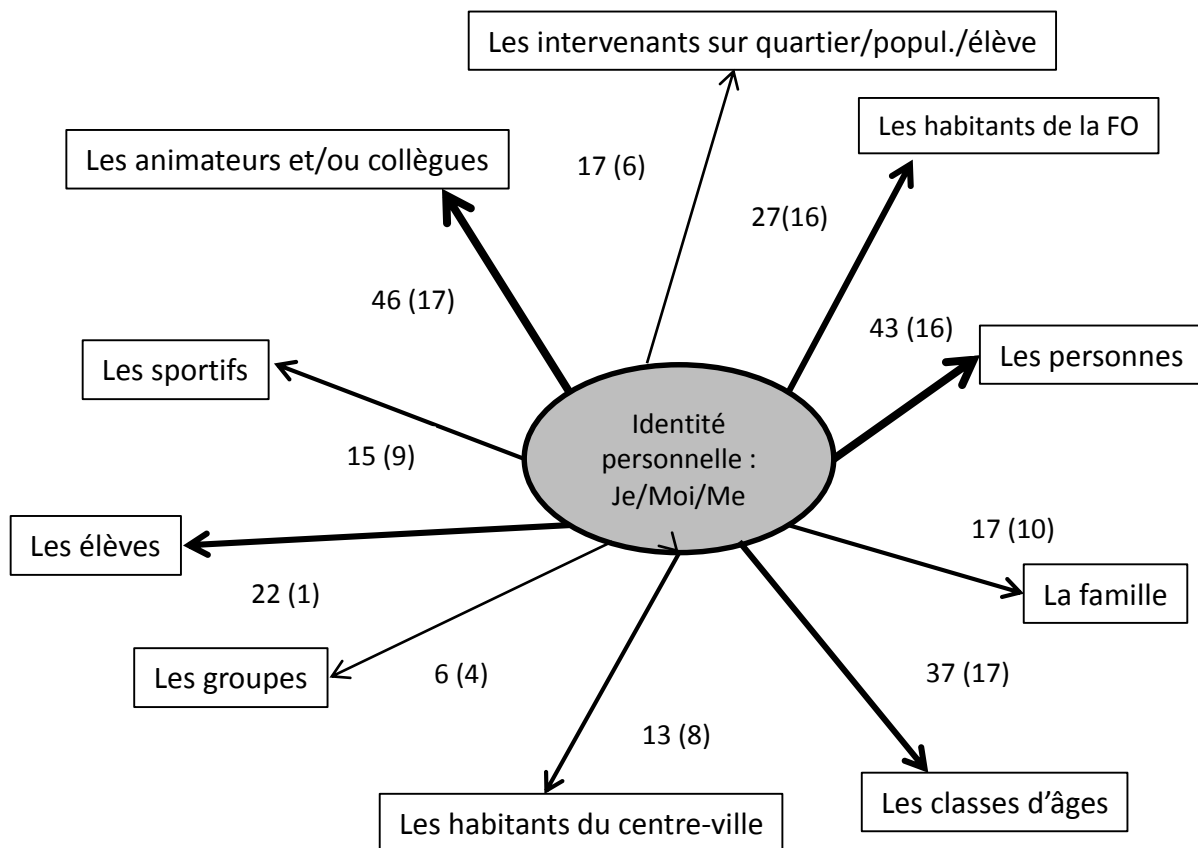 Les intervenants sur quartier/popul./élève
Les habitants de la FO
Les animateurs et/ou collègues
17 (6)
27(16)
46 (17)
43 (16)
Les personnes
Les sportifs
Identité
personnelle :
Je/Moi/Me
15 (9)
Les élèves
17 (10)
22 (1)
La famille
Les groupes
6 (4)
37 (17)
13 (8)
Les classes d’âges
Les habitants du centre-ville